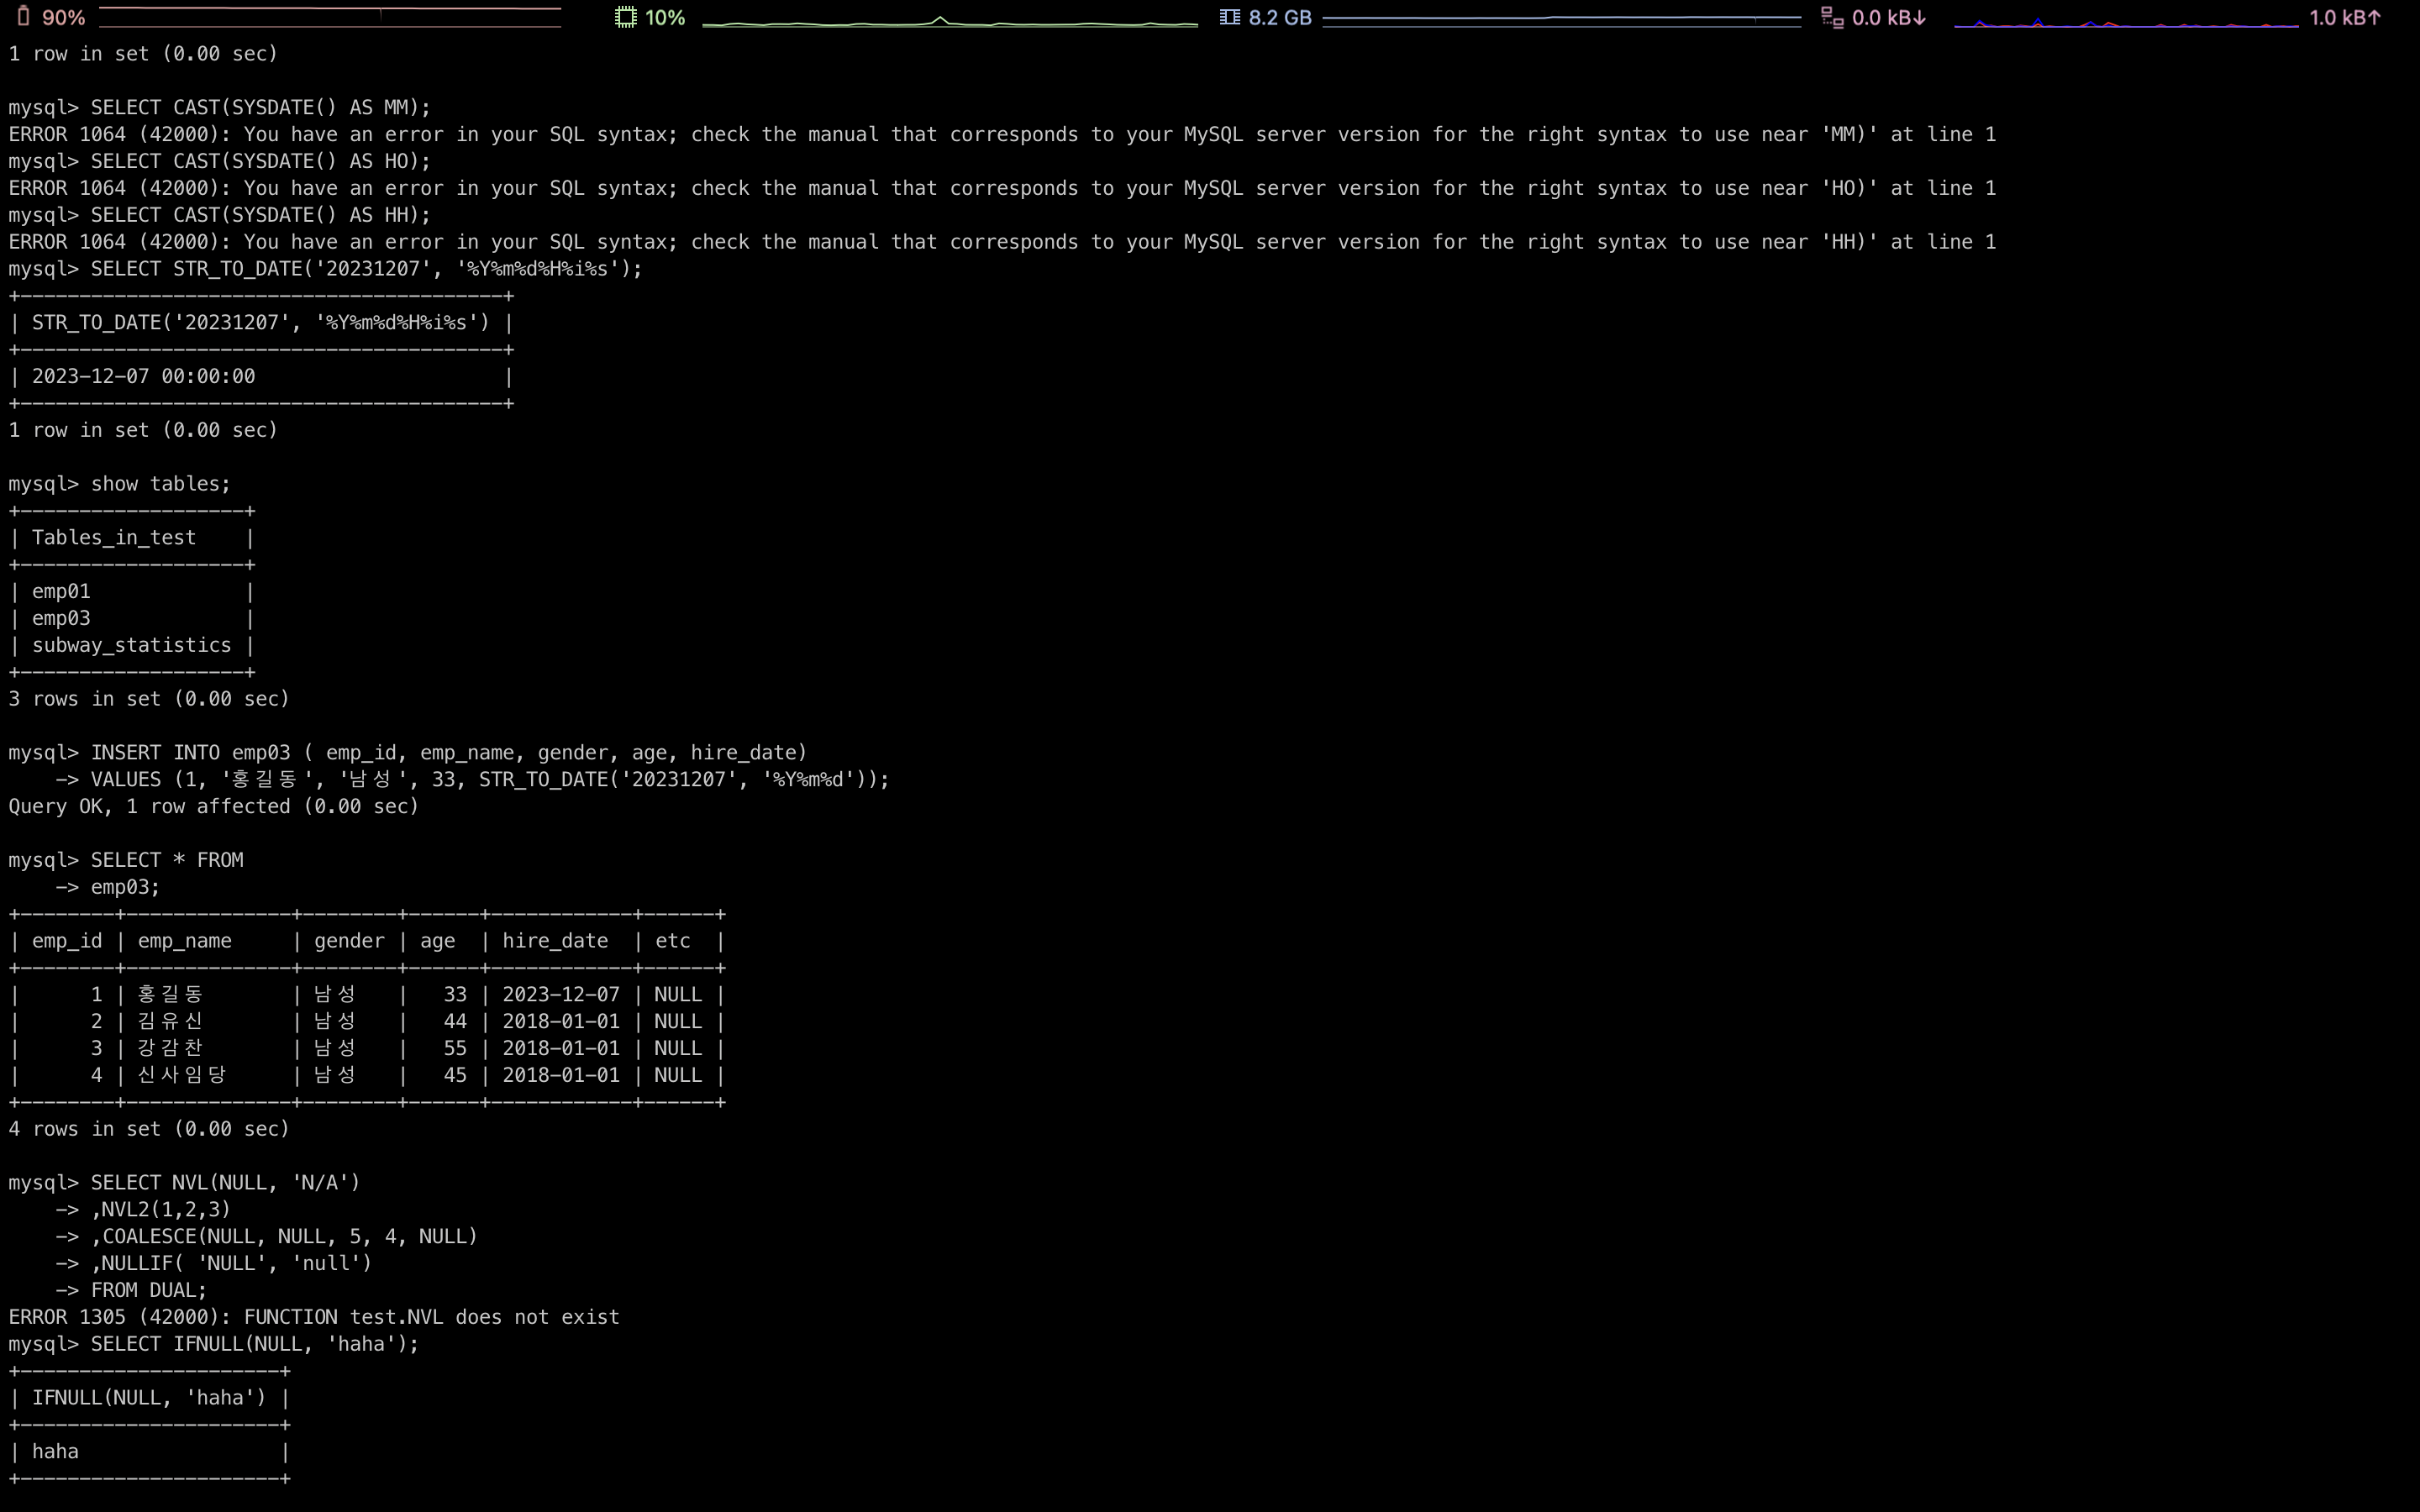 90% 10% 8.2 GB 0.0 kB↓ 1.0 kB↑
1 row in set (0.00 sec)

mysql> SELECT CAST(SYSDATE() AS MM);
ERROR 1064 (42000): You have an error in your SQL syntax; check the manual that corresponds to your MySQL server version for the right syntax to use near 'MM)' at line 1
mysql> SELECT CAST(SYSDATE() AS HO);
ERROR 1064 (42000): You have an error in your SQL syntax; check the manual that corresponds to your MySQL server version for the right syntax to use near 'HO)' at line 1
mysql> SELECT CAST(SYSDATE() AS HH);
ERROR 1064 (42000): You have an error in your SQL syntax; check the manual that corresponds to your MySQL server version for the right syntax to use near 'HH)' at line 1
mysql> SELECT STR_TO_DATE('20231207', '%Y%m%d%H%i%s');
+-----------------------------------------+
| STR_TO_DATE('20231207', '%Y%m%d%H%i%s') |
+-----------------------------------------+
| 2023-12-07 00:00:00                     |
+-----------------------------------------+
1 row in set (0.00 sec)

mysql> show tables;
+-------------------+
| Tables_in_test    |
+-------------------+
| emp01             |
| emp03             |
| subway_statistics |
+-------------------+
3 rows in set (0.00 sec)

mysql> INSERT INTO emp03 ( emp_id, emp_name, gender, age, hire_date)
    -> VALUES (1, '홍길동', '남성', 33, STR_TO_DATE('20231207', '%Y%m%d'));
Query OK, 1 row affected (0.00 sec)

mysql> SELECT * FROM
    -> emp03;
+--------+--------------+--------+------+------------+------+
| emp_id | emp_name     | gender | age  | hire_date  | etc  |
+--------+--------------+--------+------+------------+------+
|      1 | 홍길동       | 남성   |   33 | 2023-12-07 | NULL |
|      2 | 김유신       | 남성   |   44 | 2018-01-01 | NULL |
|      3 | 강감찬       | 남성   |   55 | 2018-01-01 | NULL |
|      4 | 신사임당     | 남성   |   45 | 2018-01-01 | NULL |
+--------+--------------+--------+------+------------+------+
4 rows in set (0.00 sec)

mysql> SELECT NVL(NULL, 'N/A')
    -> ,NVL2(1,2,3)
    -> ,COALESCE(NULL, NULL, 5, 4, NULL)
    -> ,NULLIF( 'NULL', 'null')
    -> FROM DUAL;
ERROR 1305 (42000): FUNCTION test.NVL does not exist
mysql> SELECT IFNULL(NULL, 'haha');
+----------------------+
| IFNULL(NULL, 'haha') |
+----------------------+
| haha                 |
+----------------------+